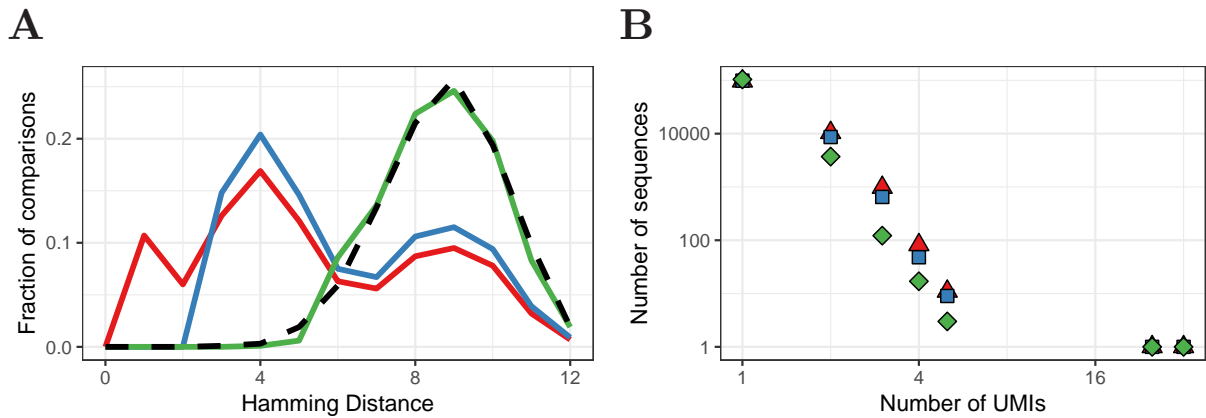 A
B
Fraction of comparisons
0.2
0.1
0.0
0
4
8
12
Hamming Distance
Number of sequences
10000
100
1
1
4
16
Number of UMIs